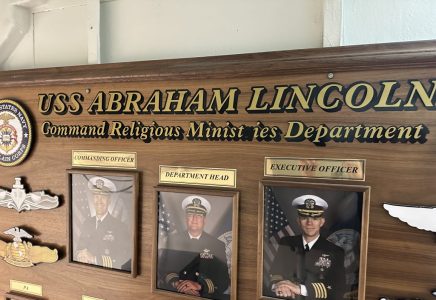 USS ABRAHAM LINCOLN
Command Religious Minist ies Department
COMMANDING OFFICER
DEPARTMENT HEAD
EXECUTIVE OFFICER